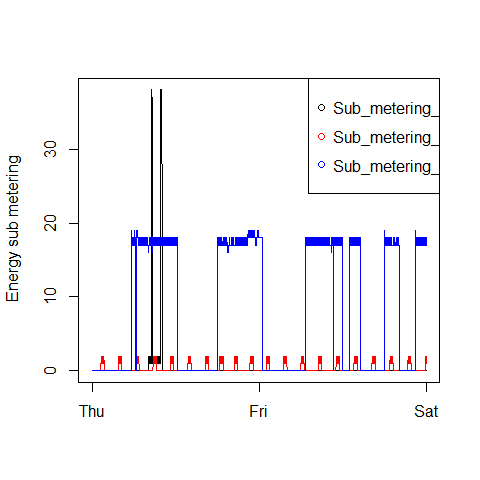 Energy sub metering
30
20
10
0
Thu Fri Sat
Sub_metering_
Sub_metering_
Sub_metering_